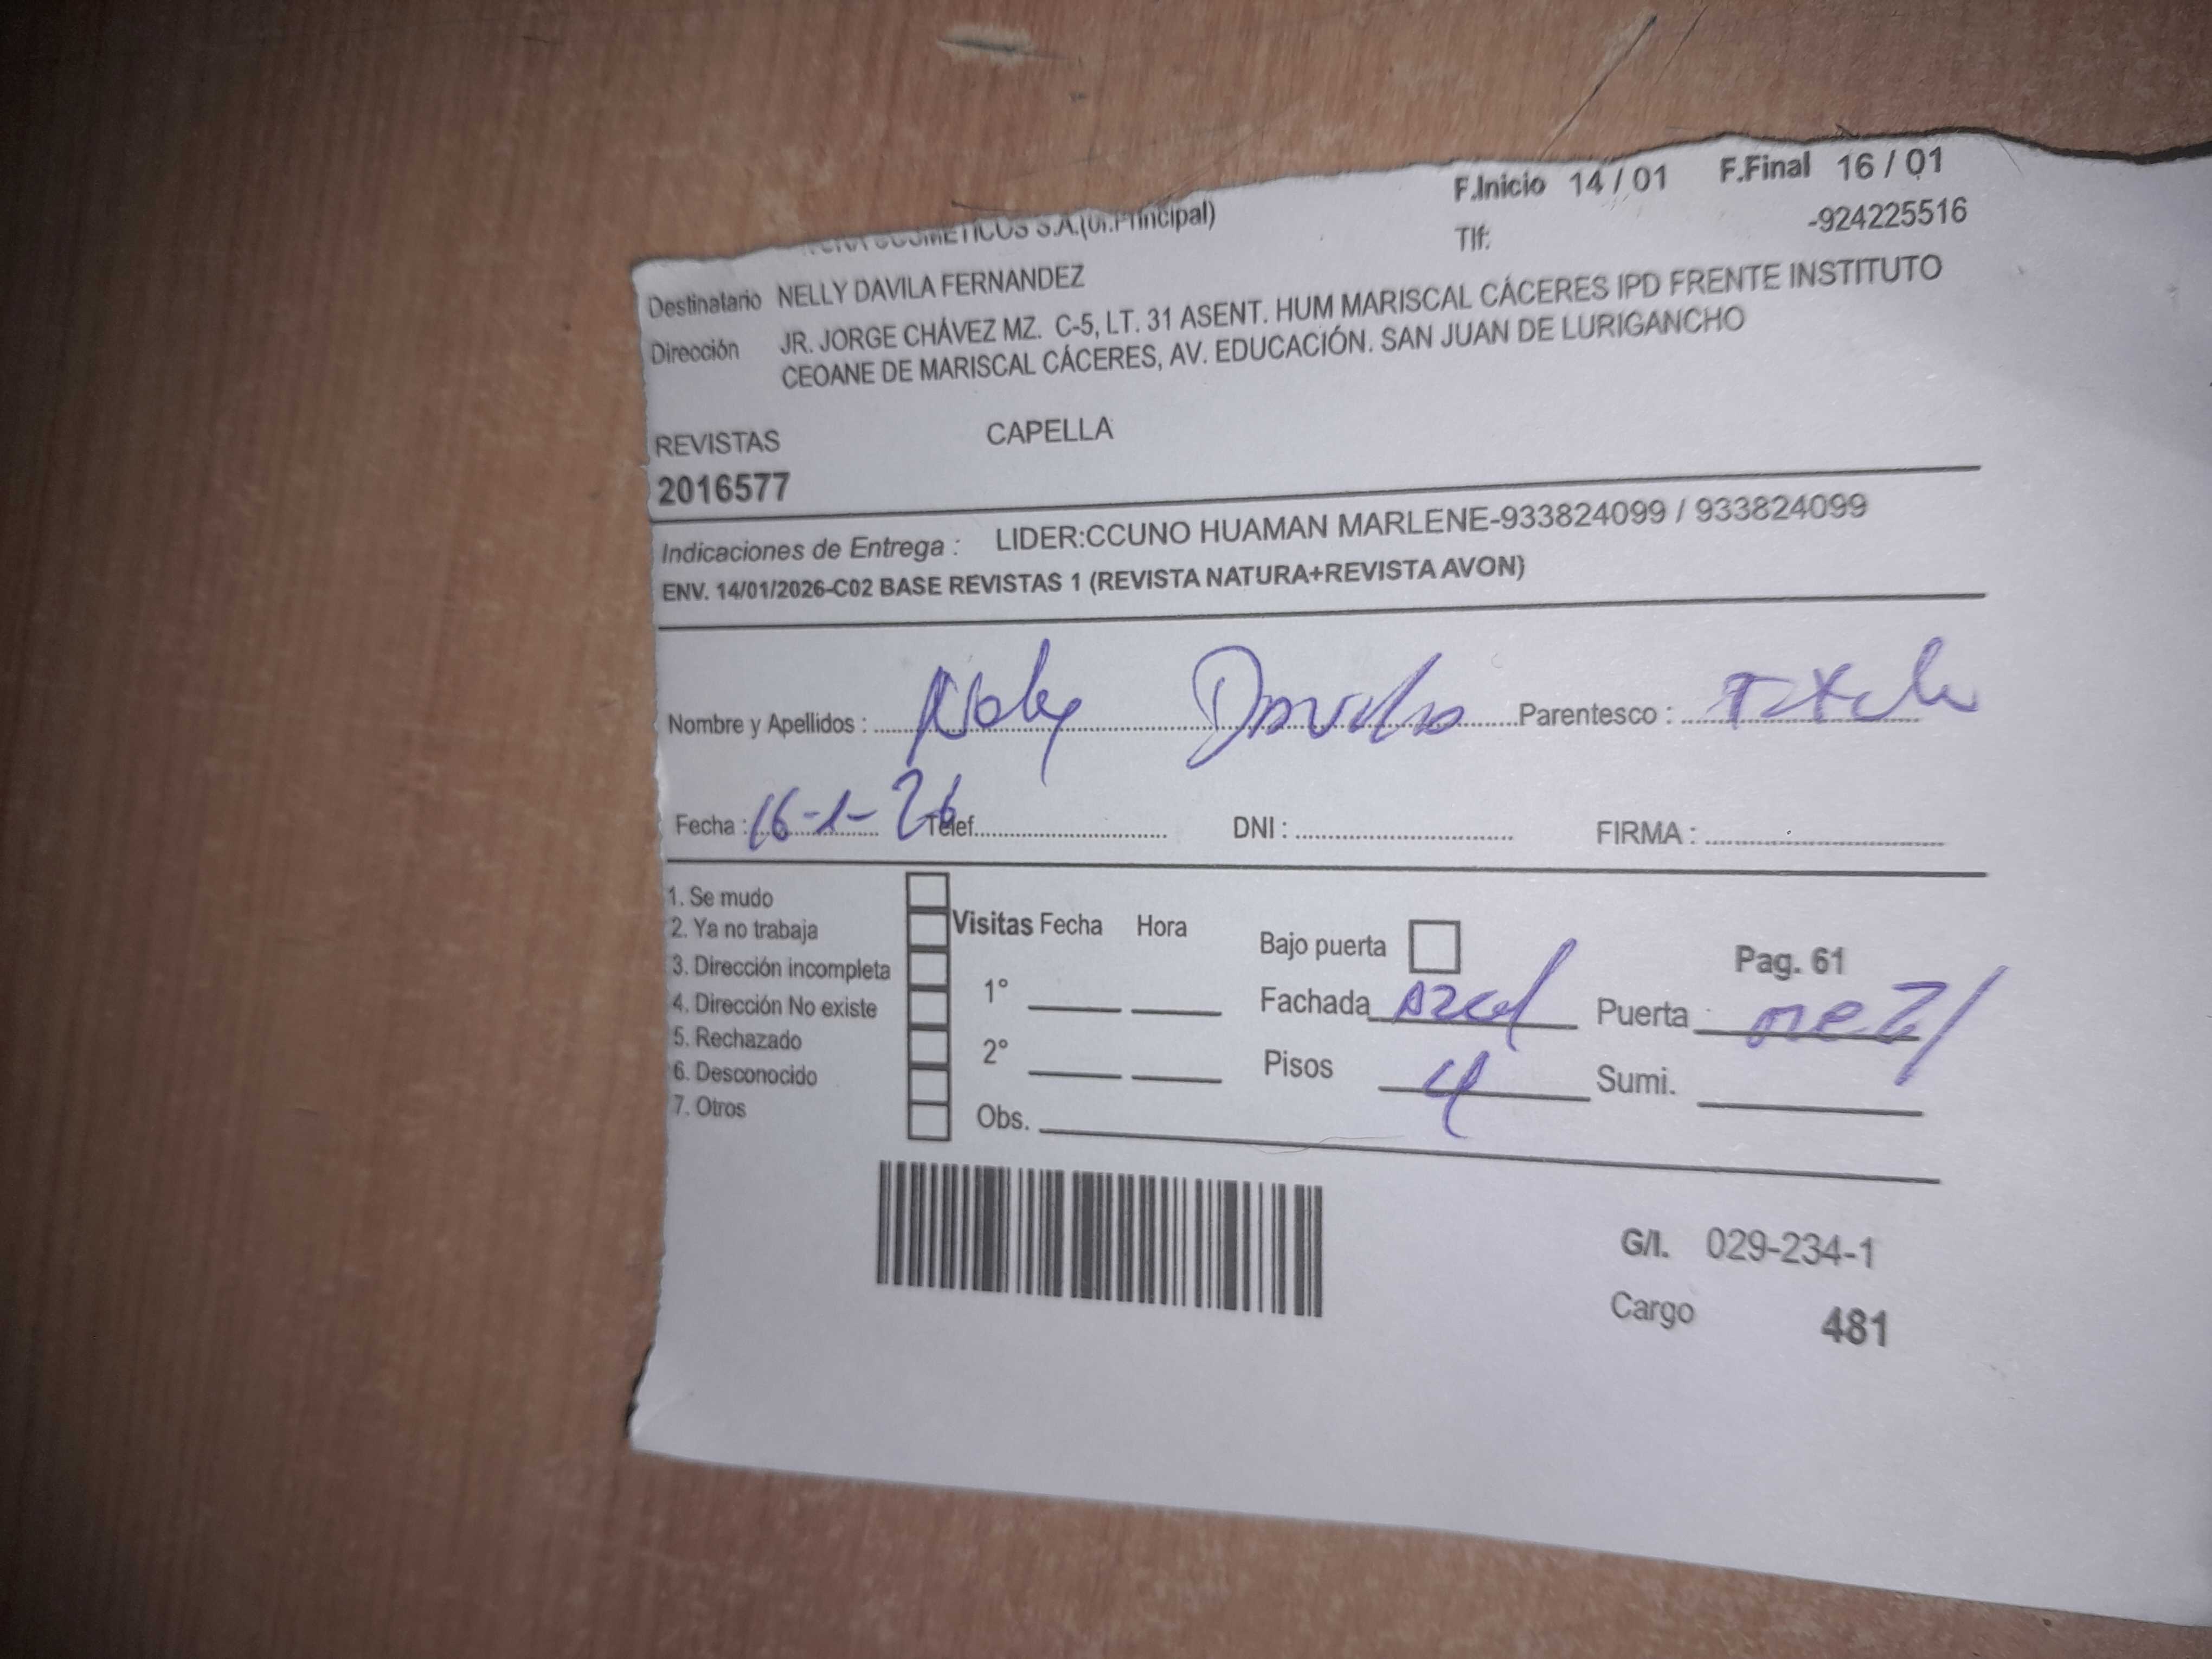 COSMETICOS S.A.(Of.Principal) F.Inicio 14 / 01 F.Final 16 / 01
Tlf: -924225516
Destinatario NELLY DAVILA FERNANDEZ
Dirección JR. JORGE CHÁVEZ MZ. C-5, LT. 31 ASENT. HUM MARISCAL CÁCERES IPD FRENTE INSTITUTO
CEOANE DE MARISCAL CÁCERES, AV. EDUCACIÓN. SAN JUAN DE LURIGANCHO
REVISTAS CAPELLA
2016577
Indicaciones de Entrega : LIDER:CCUNO HUAMAN MARLENE-933824099 / 933824099
ENV. 14/01/2026-C02 BASE REVISTAS 1 (REVISTA NATURA+REVISTA AVON)
Nombre y Apellidos : Parentesco :
Fecha : 16-1-26 Telef. DNI : FIRMA :
1. Se mudo
2. Ya no trabaja
3. Dirección incompleta
4. Dirección No existe
5. Rechazado
6. Desconocido
7. Otros
Visitas Fecha Hora
1°
2°
Obs.
Bajo puerta Pag. 61
Fachada Azul Puerta
Pisos 4 Sumi.
G/I. 029-234-1
Cargo 481